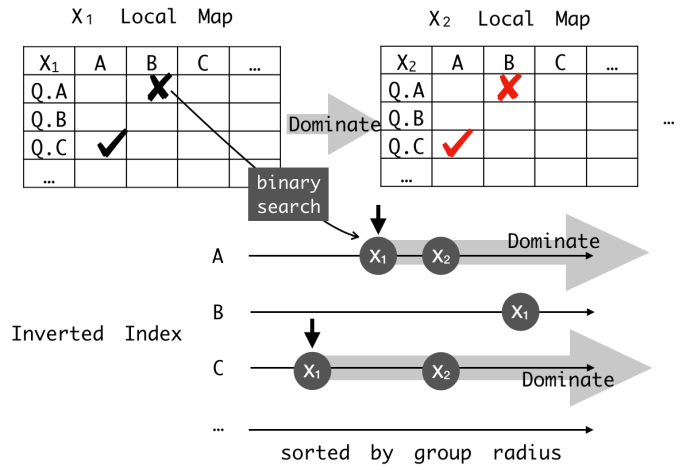 X₁ Local Map
X₂ Local Map
X₁ A B C …
Q.A
Q.B
Q.C
…
Dominate
X₂ A B C …
Q.A
Q.B
Q.C
…
…
binary
search
A X₁ X₂ Dominate
B X₁
Inverted Index
C X₁ X₂ Dominate
…
sorted by group radius